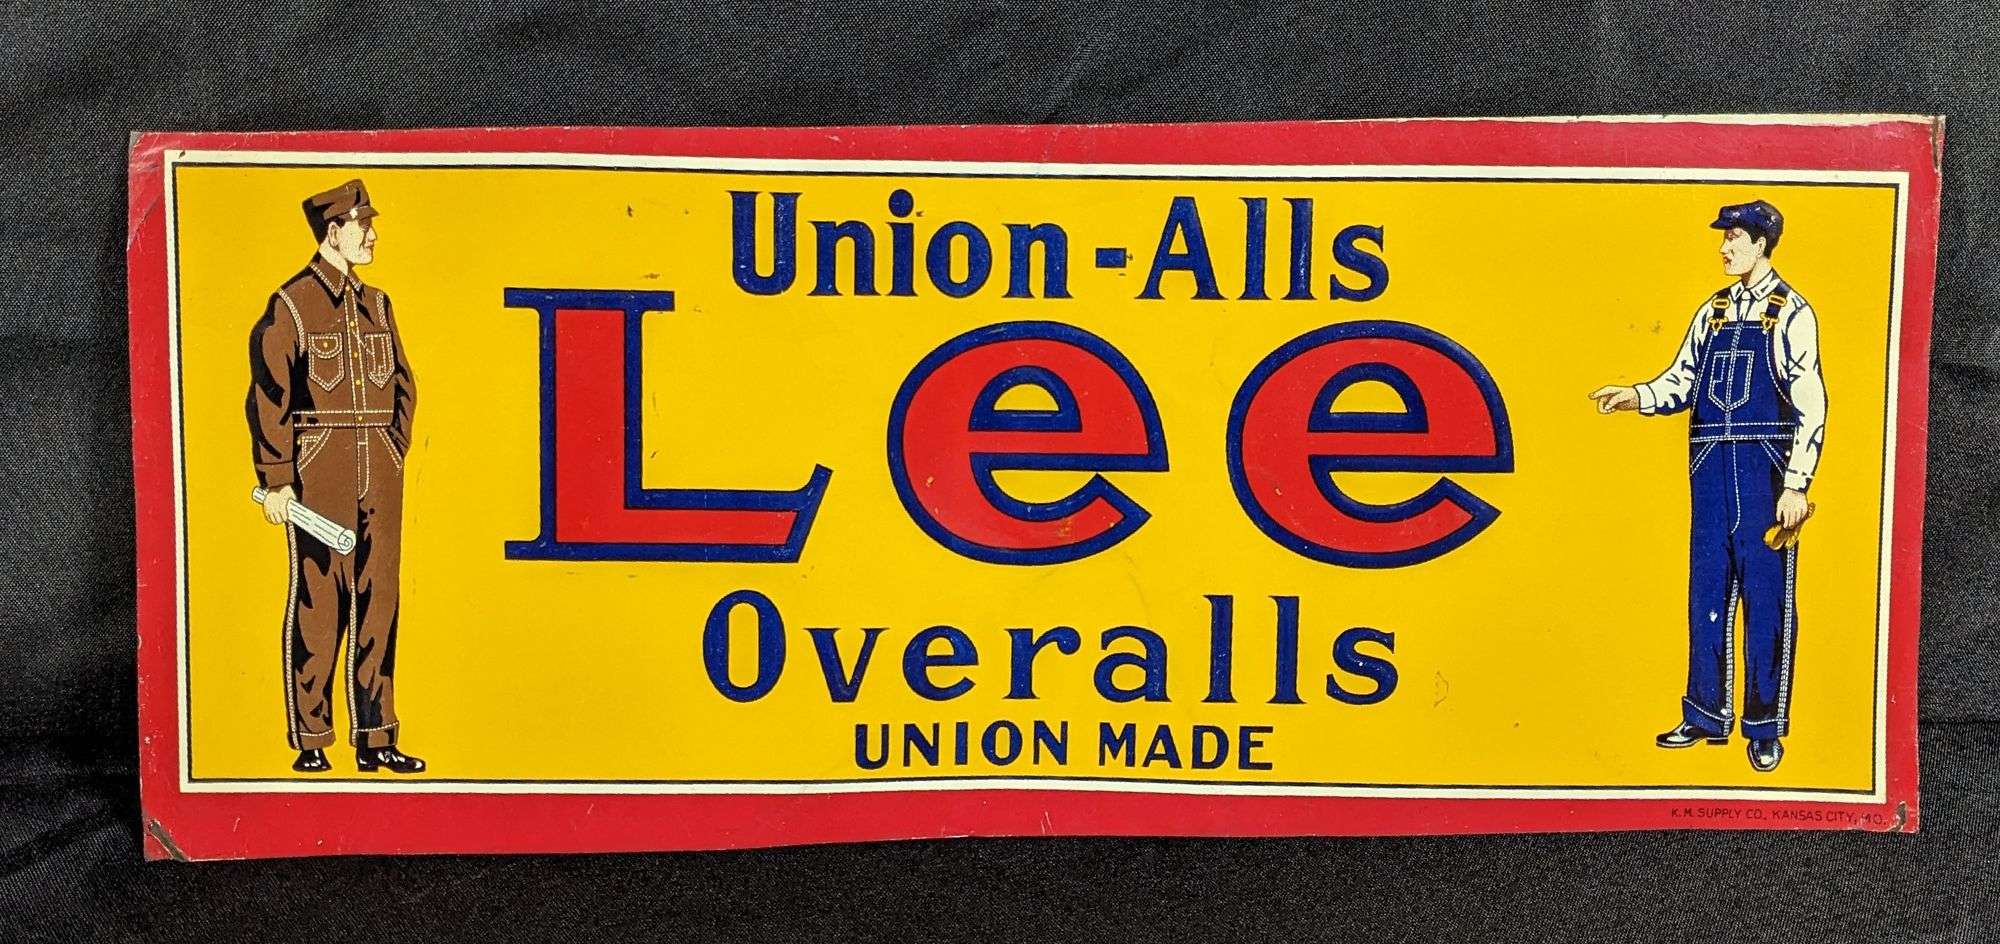 Union-Alls
Lee
Overalls
UNION MADE
K.M. SUPPLY CO., KANSAS CITY, MO.